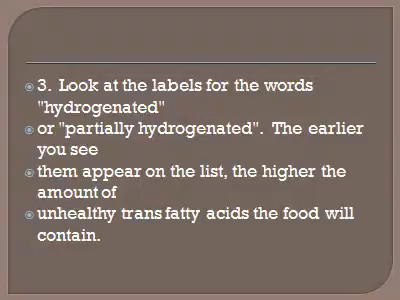 3. Look at the labels for the words
"hydrogenated"
or "partially hydrogenated". The earlier
you see
them appear on the list, the higher the
amount of
unhealthy trans fatty acids the food will
contain.